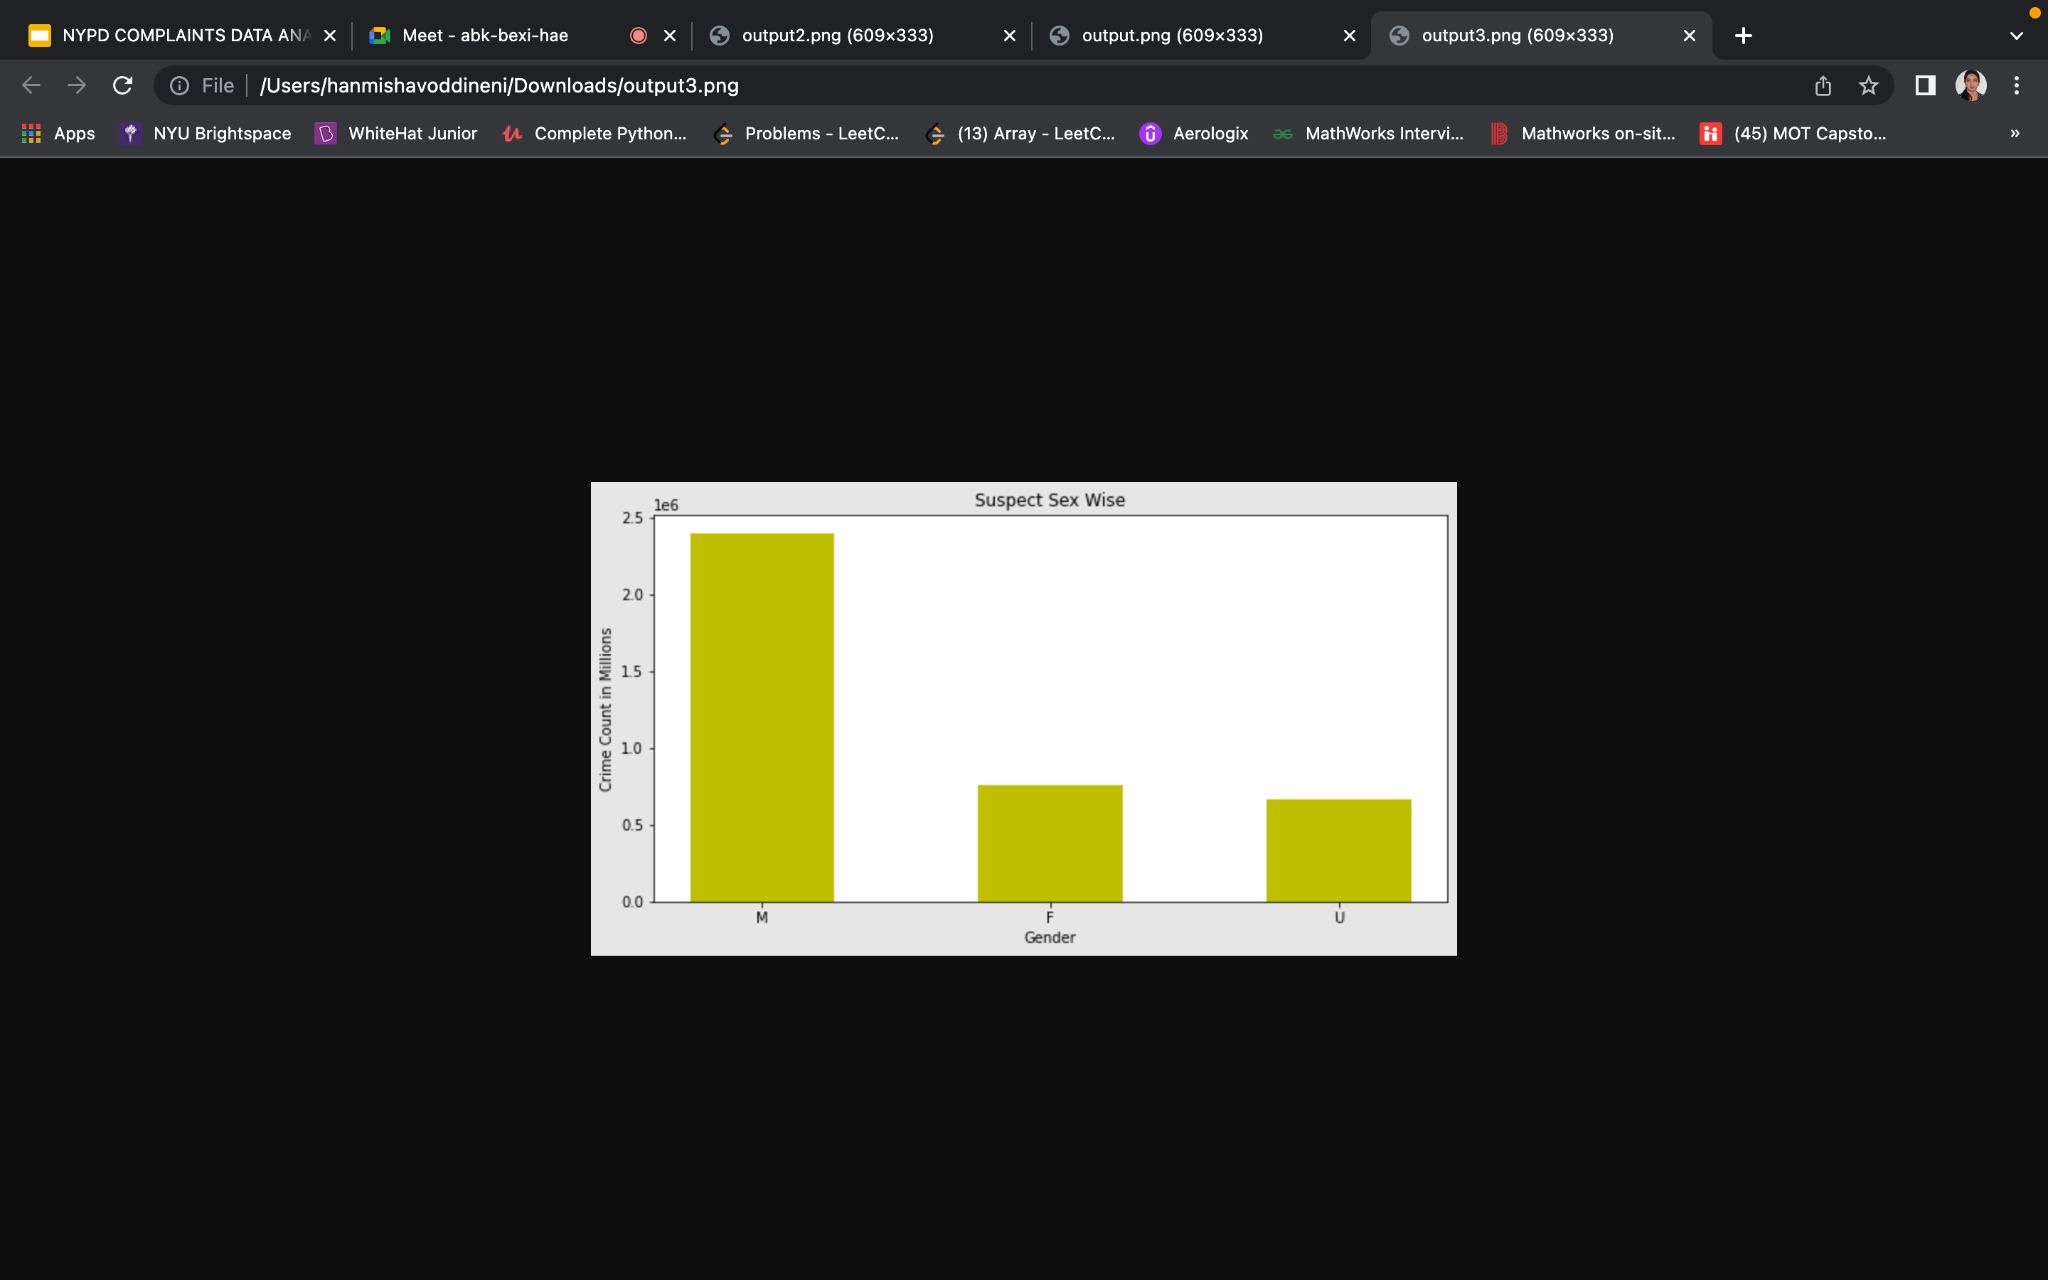 NYPD COMPLAINTS DATA ANA
Meet - abk-bexi-hae
output2.png (609×333)
output.png (609×333)
output3.png (609×333)
File
/Users/hanmishavoddineni/Downloads/output3.png
Apps
NYU Brightspace
WhiteHat Junior
Complete Python...
Problems - LeetC...
(13) Array - LeetC...
Aerologix
MathWorks Intervi...
Mathworks on-sit...
(45) MOT Capsto...
»
Suspect Sex Wise
1e6
2.5
2.0
1.5
1.0
0.5
0.0
Crime Count in Millions
M
F
U
Gender